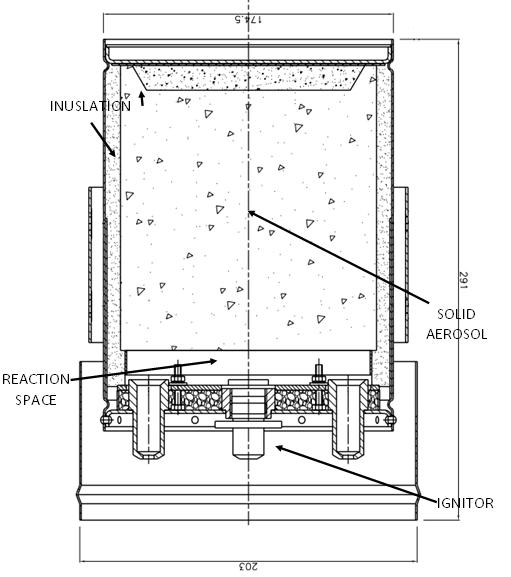 174.5
INUSLATION
291
SOLID
AEROSOL
REACTION
SPACE
IGNITOR
203